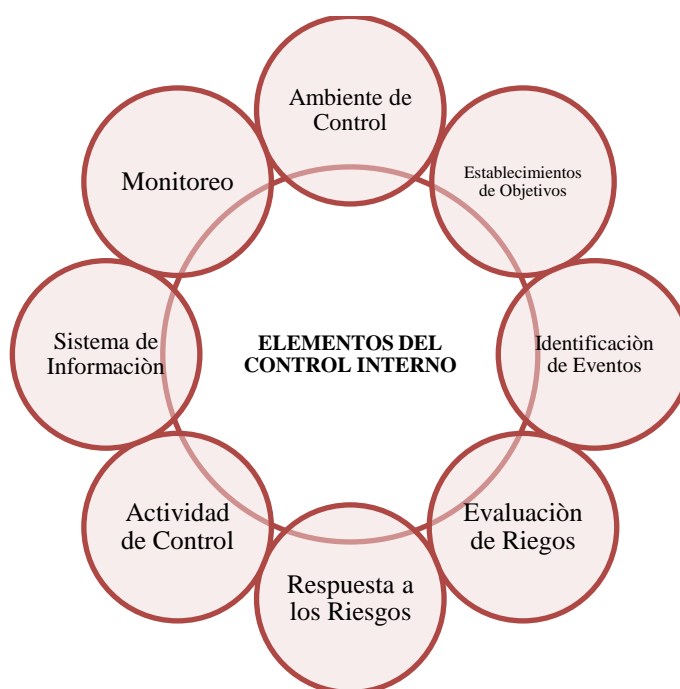 Ambiente de
Control
Establecimientos
de Objetivos
Identificaciòn
de Eventos
Evaluaciòn
de Riegos
Respuesta a
los Riesgos
Actividad
de Control
Sistema de
Informaciòn
Monitoreo
ELEMENTOS DEL
CONTROL INTERNO